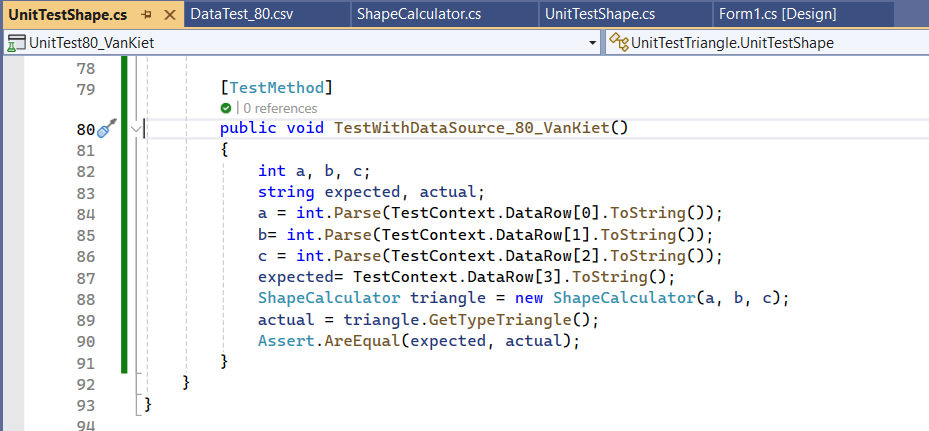 UnitTestShape.cs
DataTest_80.csv
ShapeCalculator.cs
UnitTestShape.cs
Form1.cs [Design]
UnitTest80_VanKiet
UnitTestTriangle.UnitTestShape
78
79 [TestMethod]
0 references
80 public void TestWithDataSource_80_VanKiet()
81 {
82 int a, b, c;
83 string expected, actual;
84 a = int.Parse(TestContext.DataRow[0].ToString());
85 b= int.Parse(TestContext.DataRow[1].ToString());
86 c = int.Parse(TestContext.DataRow[2].ToString());
87 expected= TestContext.DataRow[3].ToString();
88 ShapeCalculator triangle = new ShapeCalculator(a, b, c);
89 actual = triangle.GetTypeTriangle();
90 Assert.AreEqual(expected, actual);
91 }
92 }
93 }
94